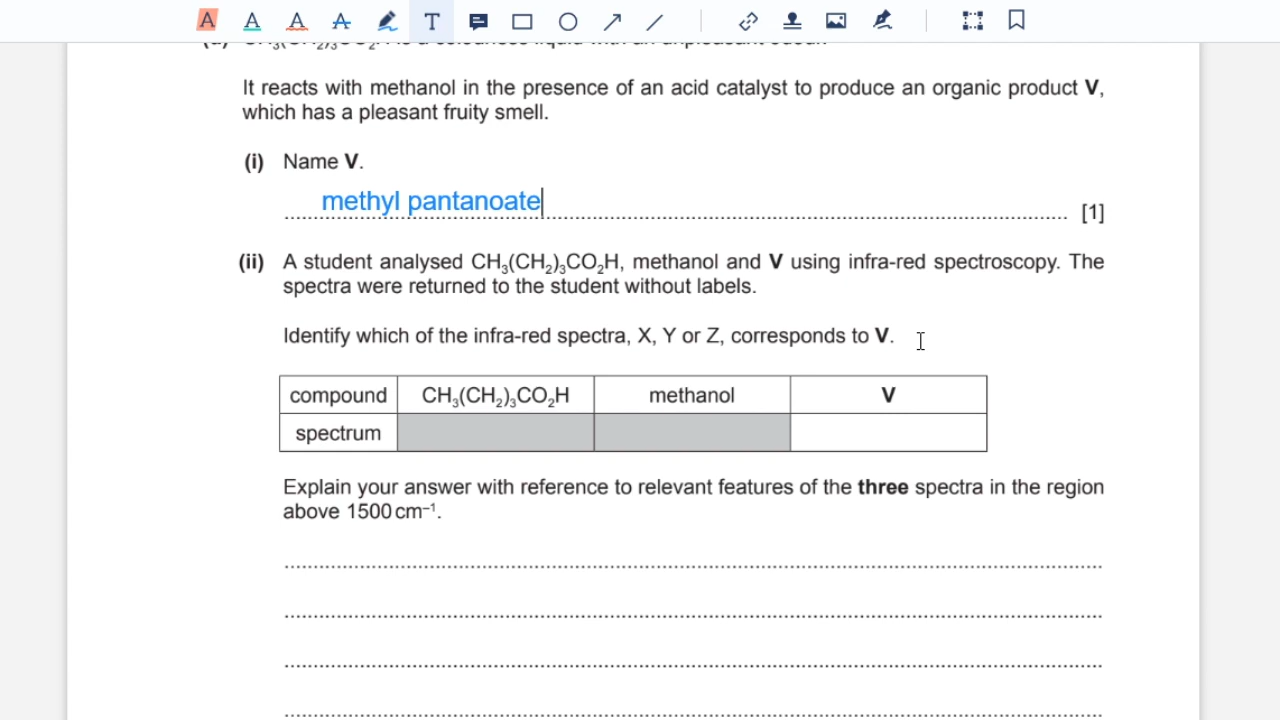 It reacts with methanol in the presence of an acid catalyst to produce an organic product V,
which has a pleasant fruity smell.
(i) Name V.
methyl pantanoate
[1]
(ii) A student analysed CH₃(CH₂)₃CO₂H, methanol and V using infra-red spectroscopy. The
spectra were returned to the student without labels.
Identify which of the infra-red spectra, X, Y or Z, corresponds to V.
compound CH₃(CH₂)₃CO₂H methanol V
spectrum
Explain your answer with reference to relevant features of the three spectra in the region
above 1500 cm⁻¹.